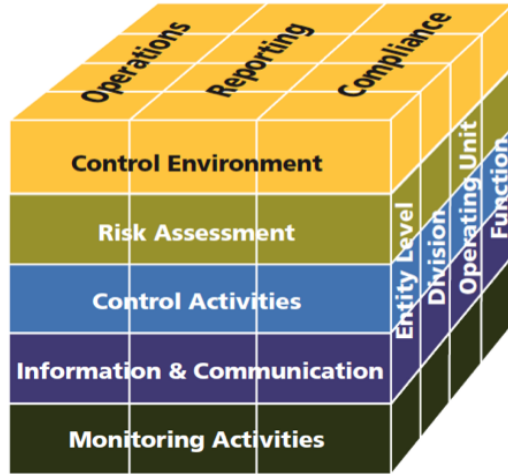 Operations
Reporting
Compliance
Control Environment
Risk Assessment
Control Activities
Information & Communication
Monitoring Activities
Entity Level
Division
Operating Unit
Function